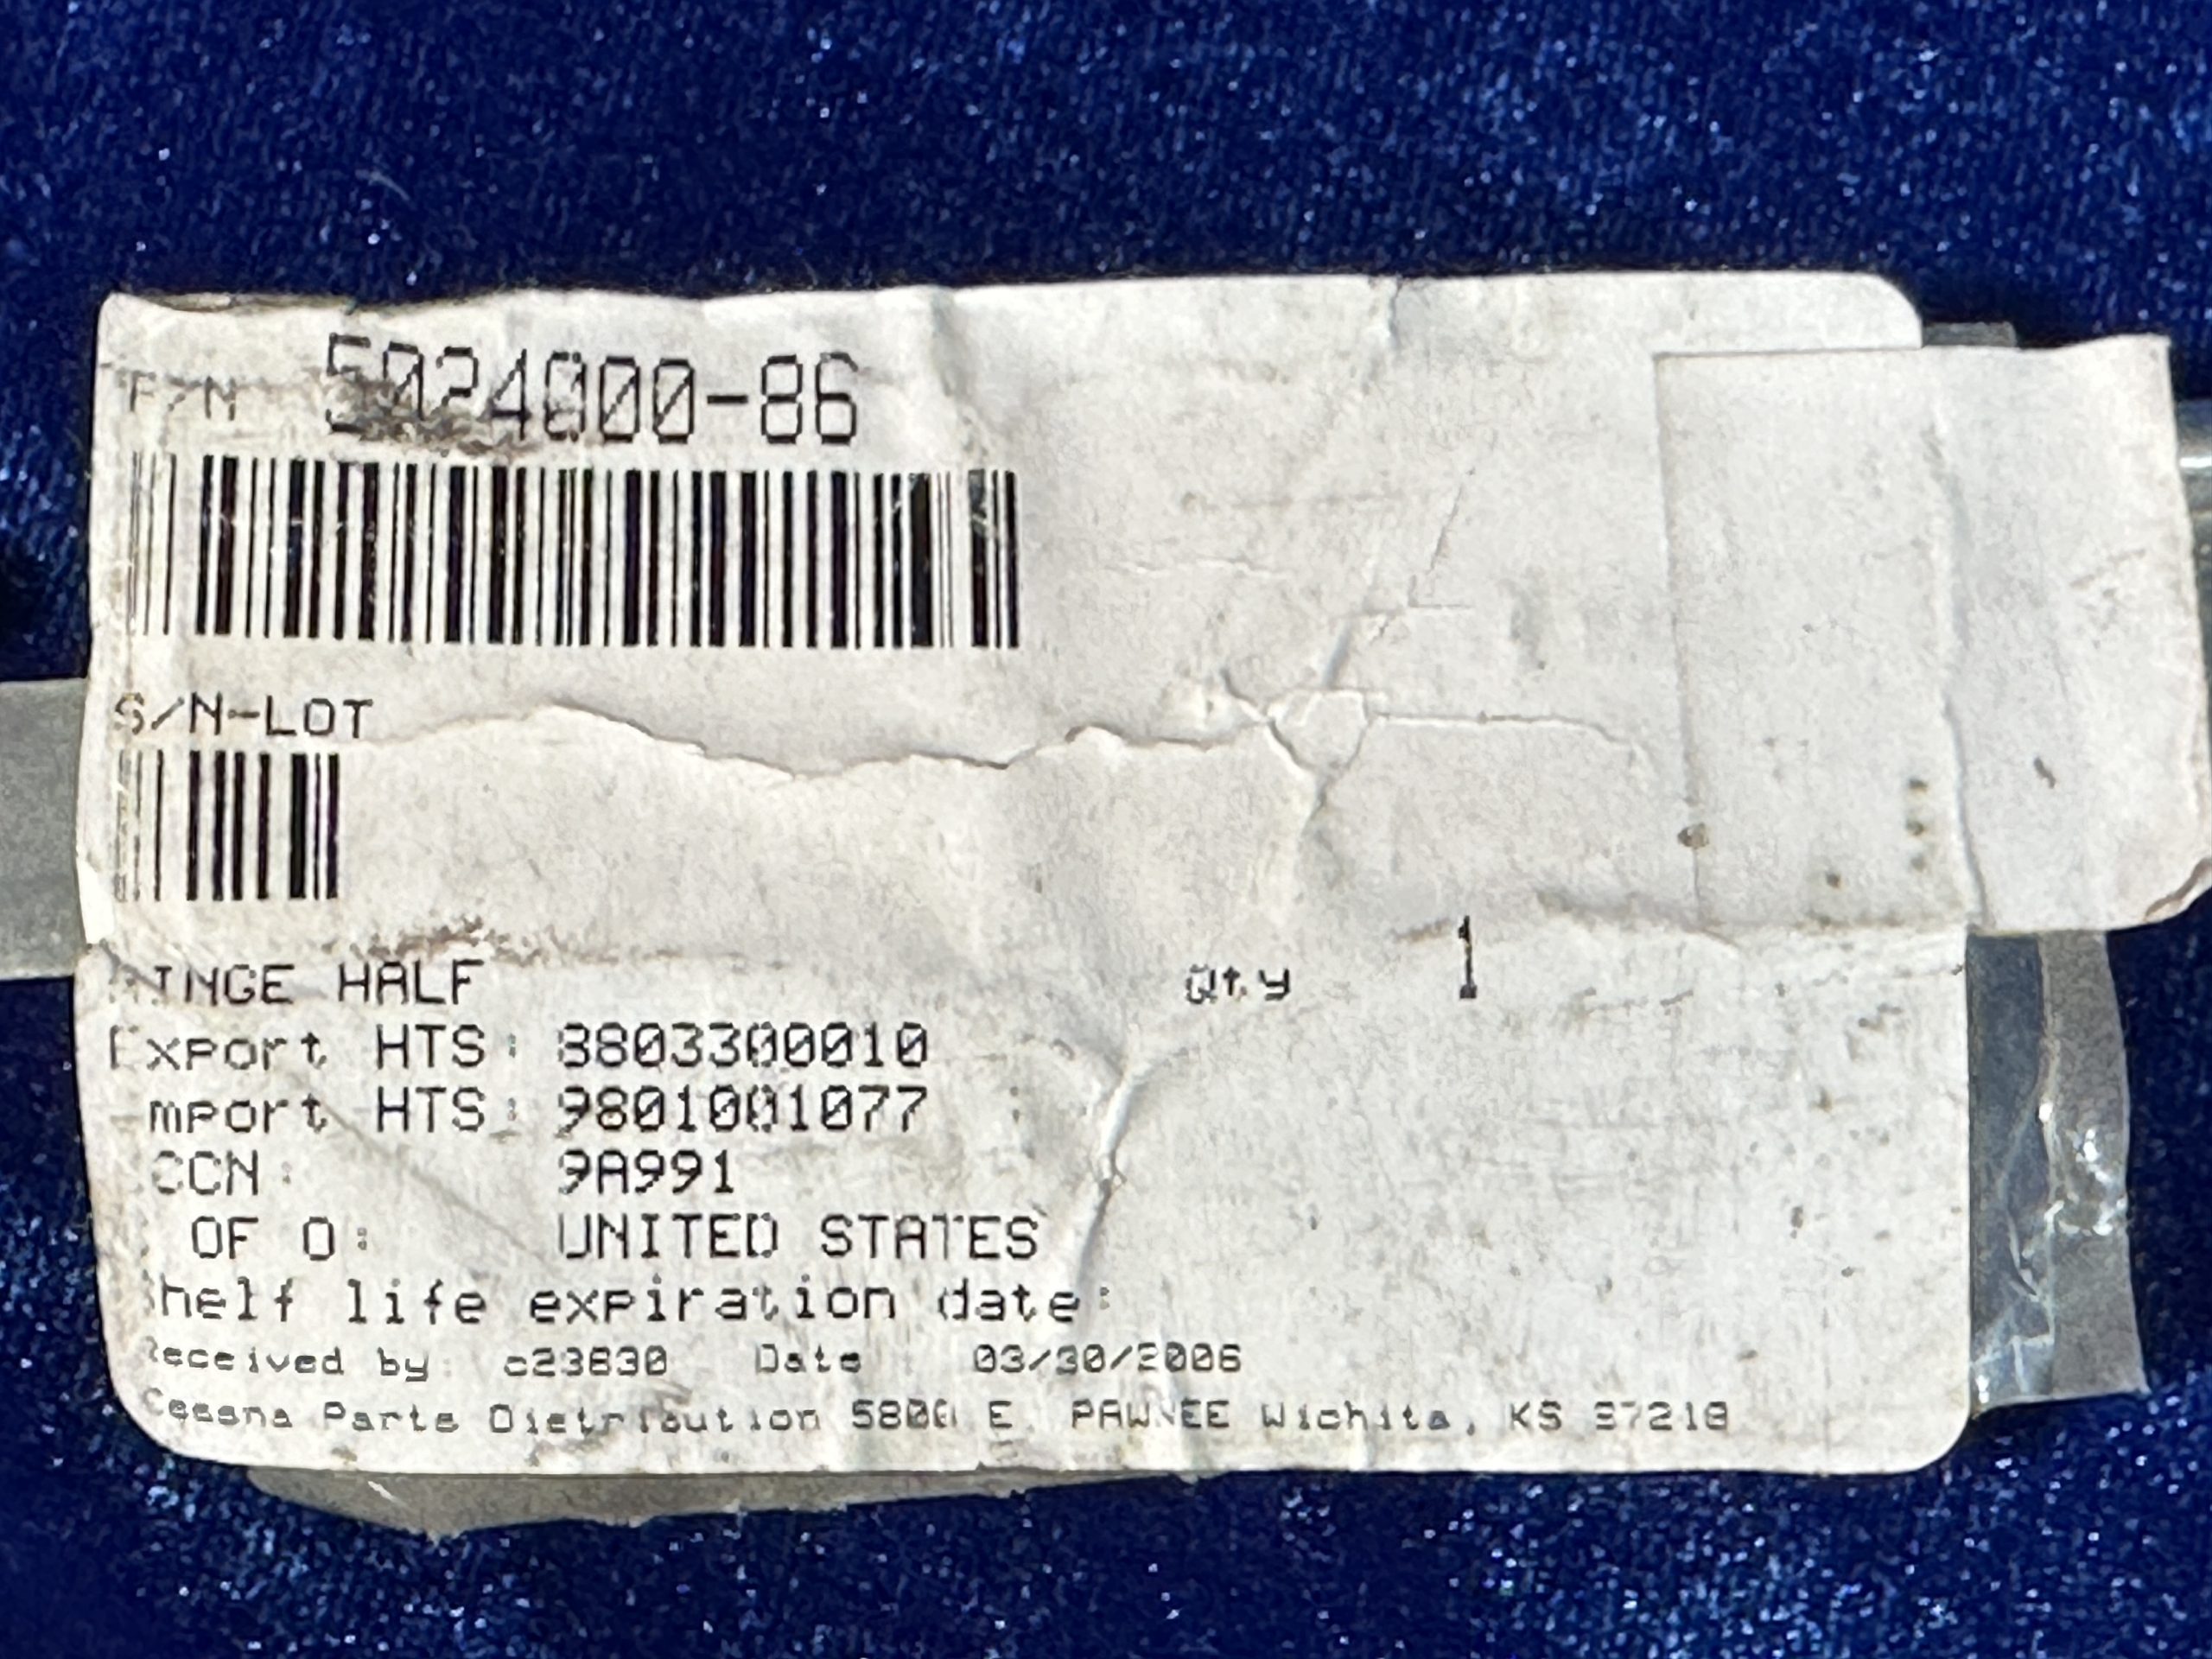 P/N 5024000-86
S/N-LOT
HINGE HALF Qty 1
Export HTS: 8803300010
mport HTS: 9801001077
CCN: 9A991
OF O: UNITED STATES
helf life expiration date:
Received by: c23830 Date 03/30/2006
Cessna Parts Distribution 5800 E. PAWNEE Wichita, KS 67218